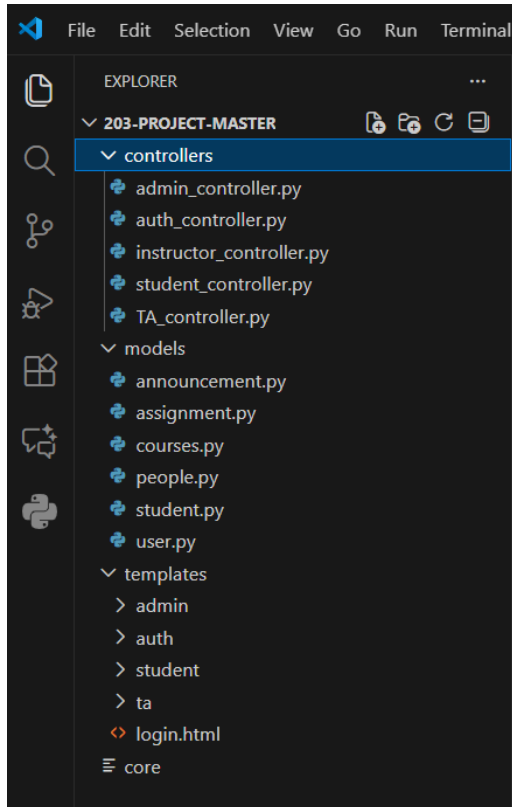 File Edit Selection View Go Run Terminal
EXPLORER
203-PROJECT-MASTER
controllers
admin_controller.py
auth_controller.py
instructor_controller.py
student_controller.py
TA_controller.py
models
announcement.py
assignment.py
courses.py
people.py
student.py
user.py
templates
admin
auth
student
ta
login.html
core